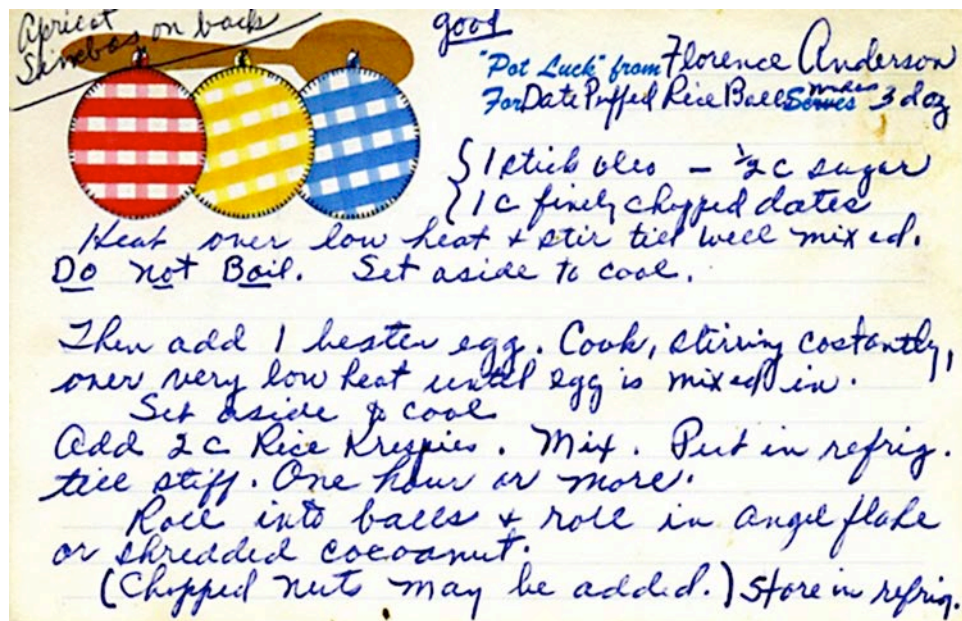 Apricot
on back
good
"Pot Luck" from Florence Anderson
For Date Puffed Rice Balls Serves makes 3 doz
1 stick oleo - ½ c sugar
1 c finely chopped dates
Heat over low heat & stir till well mixed.
Do Not Boil. Set aside to cool.
Then add 1 beaten egg. Cook, stirring costantly,
over very low heat until egg is mixed in.
Set aside to cool
Add 2 c Rice Krespies. Mix. Put in refrig.
till stiff. One hour or more.
Roll into balls & roll in angel flake
or shredded cocoanut.
(Chopped nuts may be added.) Store in refrig.